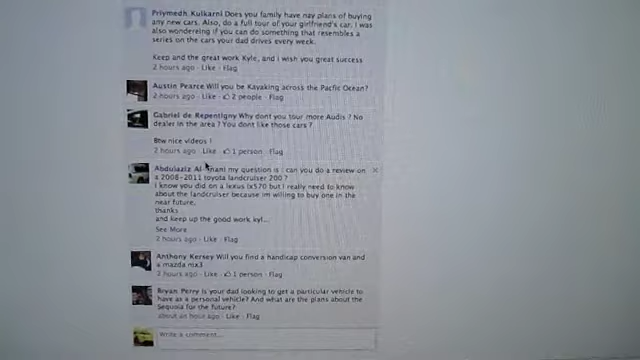 Priymedh Kulkarni Does you family have nay plans of buying
any new cars. Also, do a full tour of your girlfriend's car. I was
also wondereing if you can do something that resembles a
series on the cars your dad drives every week.
Keep and the great work Kyle, and i wish you great success
2 hours ago · Like · Flag
Austin Pearce Will you be Kayaking across the Pacfic Ocean?
2 hours ago · Like · 2 people · Flag
Gabriel de Repentigny Why dont you tour more Audis ? No
dealer in the area ? You dont like those cars ?
Btw nice videos !
2 hours ago · Like · 1 person · Flag
Abdulaziz Al-thani my question is : can you do a review on
a 2008-2011 toyota landcruiser 200?
I know you did on a lexus lx570 but I really need to know
about the landcruiser because im willing to buy one in the
near future.
thanks
and keep up the good work kyl...
See More
2 hours ago · Like · Flag
Anthony Kersey Will you find a handicap conversion van and
a mazda mx3
2 hours ago · Like · 1 person · Flag
Bryan Perry is your dad looking to get a particular vehicle to
have as a personal vehicle? And what are the plans about the
Sequoia for the future?
about an hour ago · Like · Flag
Write a comment...